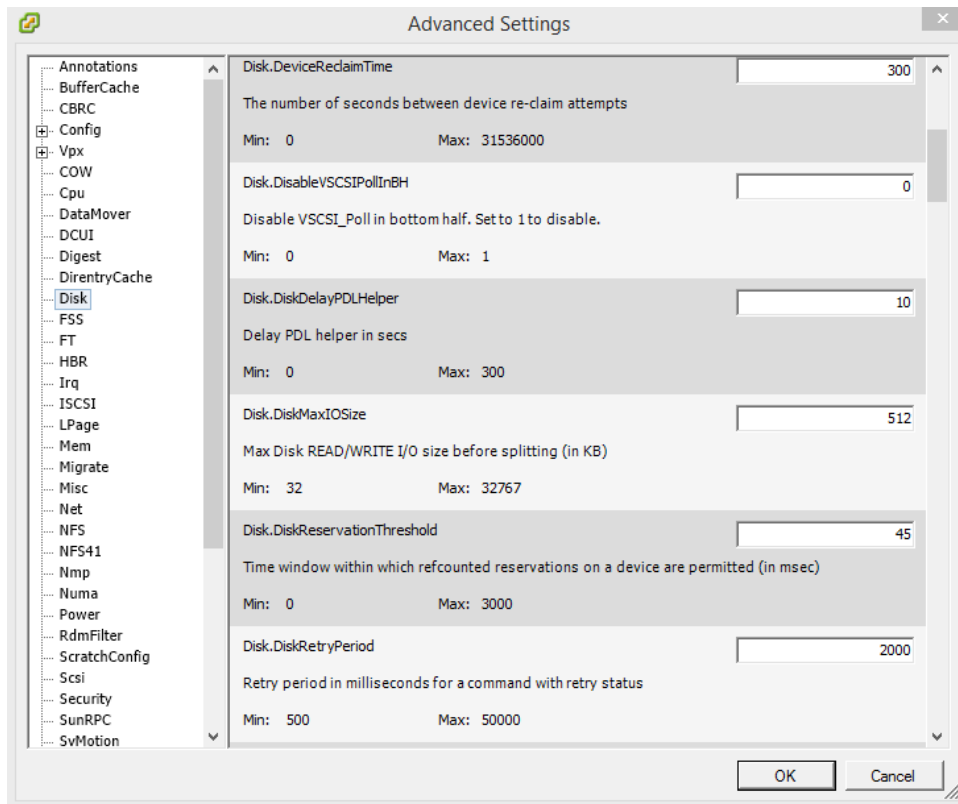 Advanced Settings
Annotations
BufferCache
CBRC
Config
Vpx
COW
Cpu
DataMover
DCUI
Digest
DirentryCache
Disk
FSS
FT
HBR
Irq
ISCSI
LPage
Mem
Migrate
Misc
Net
NFS
NFS41
Nmp
Numa
Power
RdmFilter
ScratchConfig
Scsi
Security
SunRPC
SvMotion
Disk.DeviceReclaimTime 300
The number of seconds between device re-claim attempts
Min: 0 Max: 31536000
Disk.DisableVSCSIPollInBH 0
Disable VSCSI_Poll in bottom half. Set to 1 to disable.
Min: 0 Max: 1
Disk.DiskDelayPDLHelper 10
Delay PDL helper in secs
Min: 0 Max: 300
Disk.DiskMaxIOSize 512
Max Disk READ/WRITE I/O size before splitting (in KB)
Min: 32 Max: 32767
Disk.DiskReservationThreshold 45
Time window within which refcounted reservations on a device are permitted (in msec)
Min: 0 Max: 3000
Disk.DiskRetryPeriod 2000
Retry period in milliseconds for a command with retry status
Min: 500 Max: 50000
OK Cancel